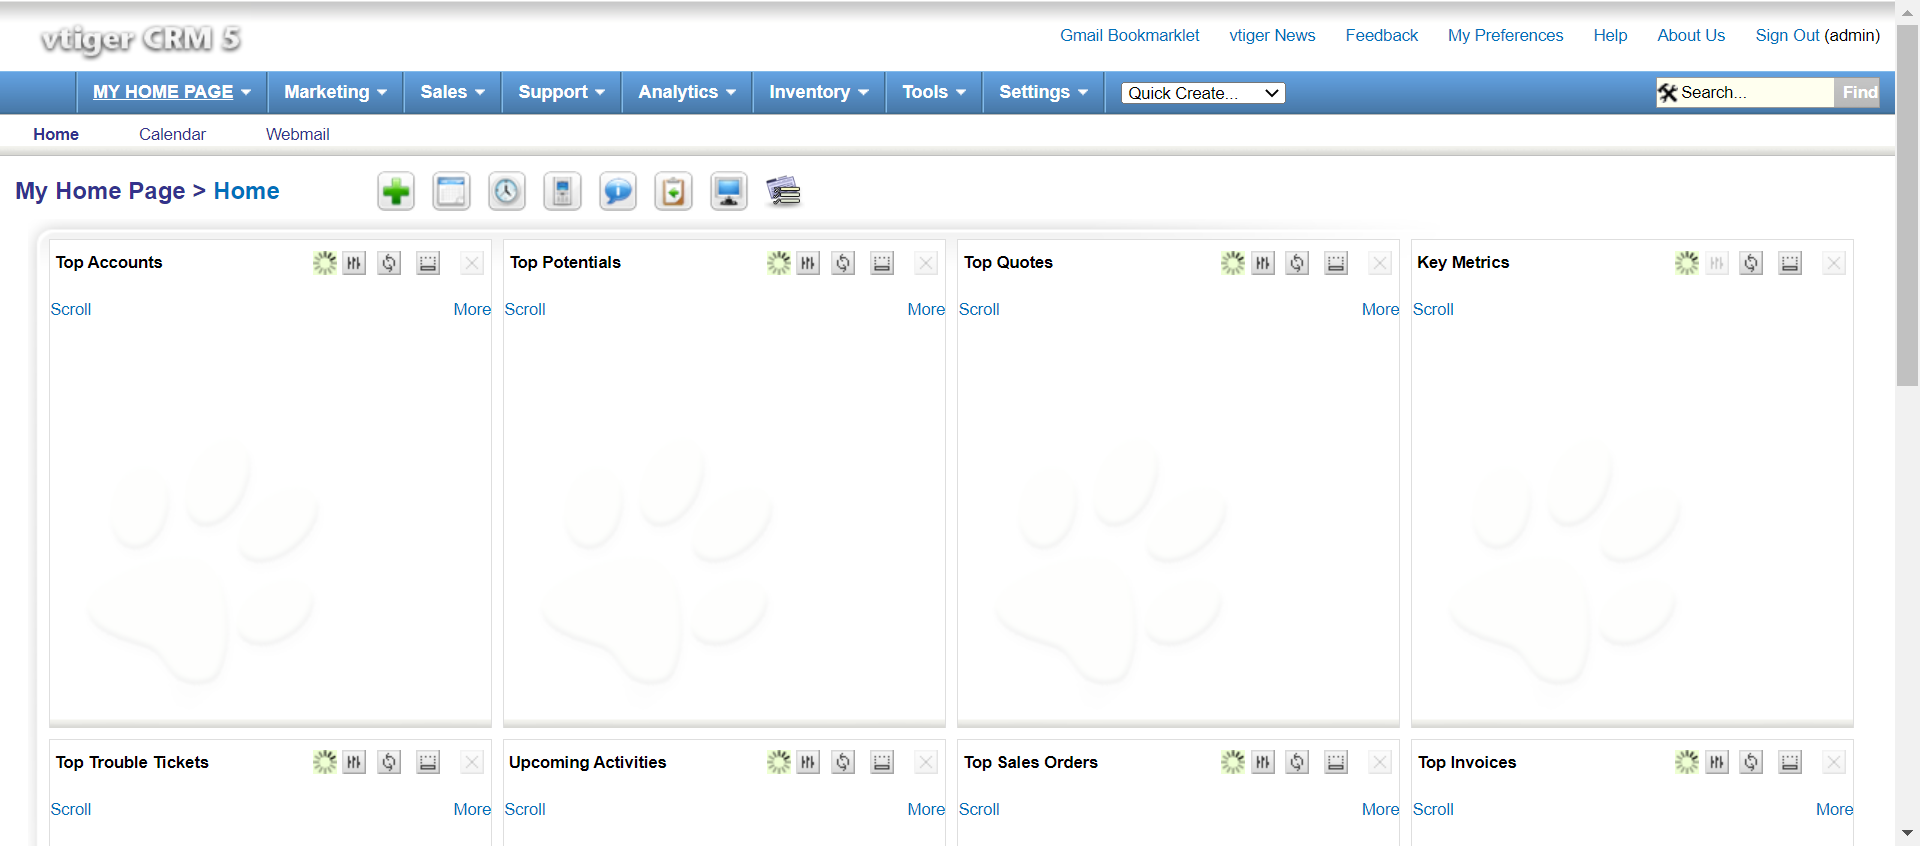 vtiger CRM 5
Gmail Bookmarklet vtiger News Feedback My Preferences Help About Us Sign Out (admin)
MY HOME PAGE Marketing Sales Support Analytics Inventory Tools Settings Quick Create... Search... Find
Home Calendar Webmail
My Home Page > Home
Top Accounts Top Potentials Top Quotes Key Metrics
Scroll More Scroll More Scroll More Scroll
Top Trouble Tickets Upcoming Activities Top Sales Orders Top Invoices
Scroll More Scroll More Scroll More Scroll More